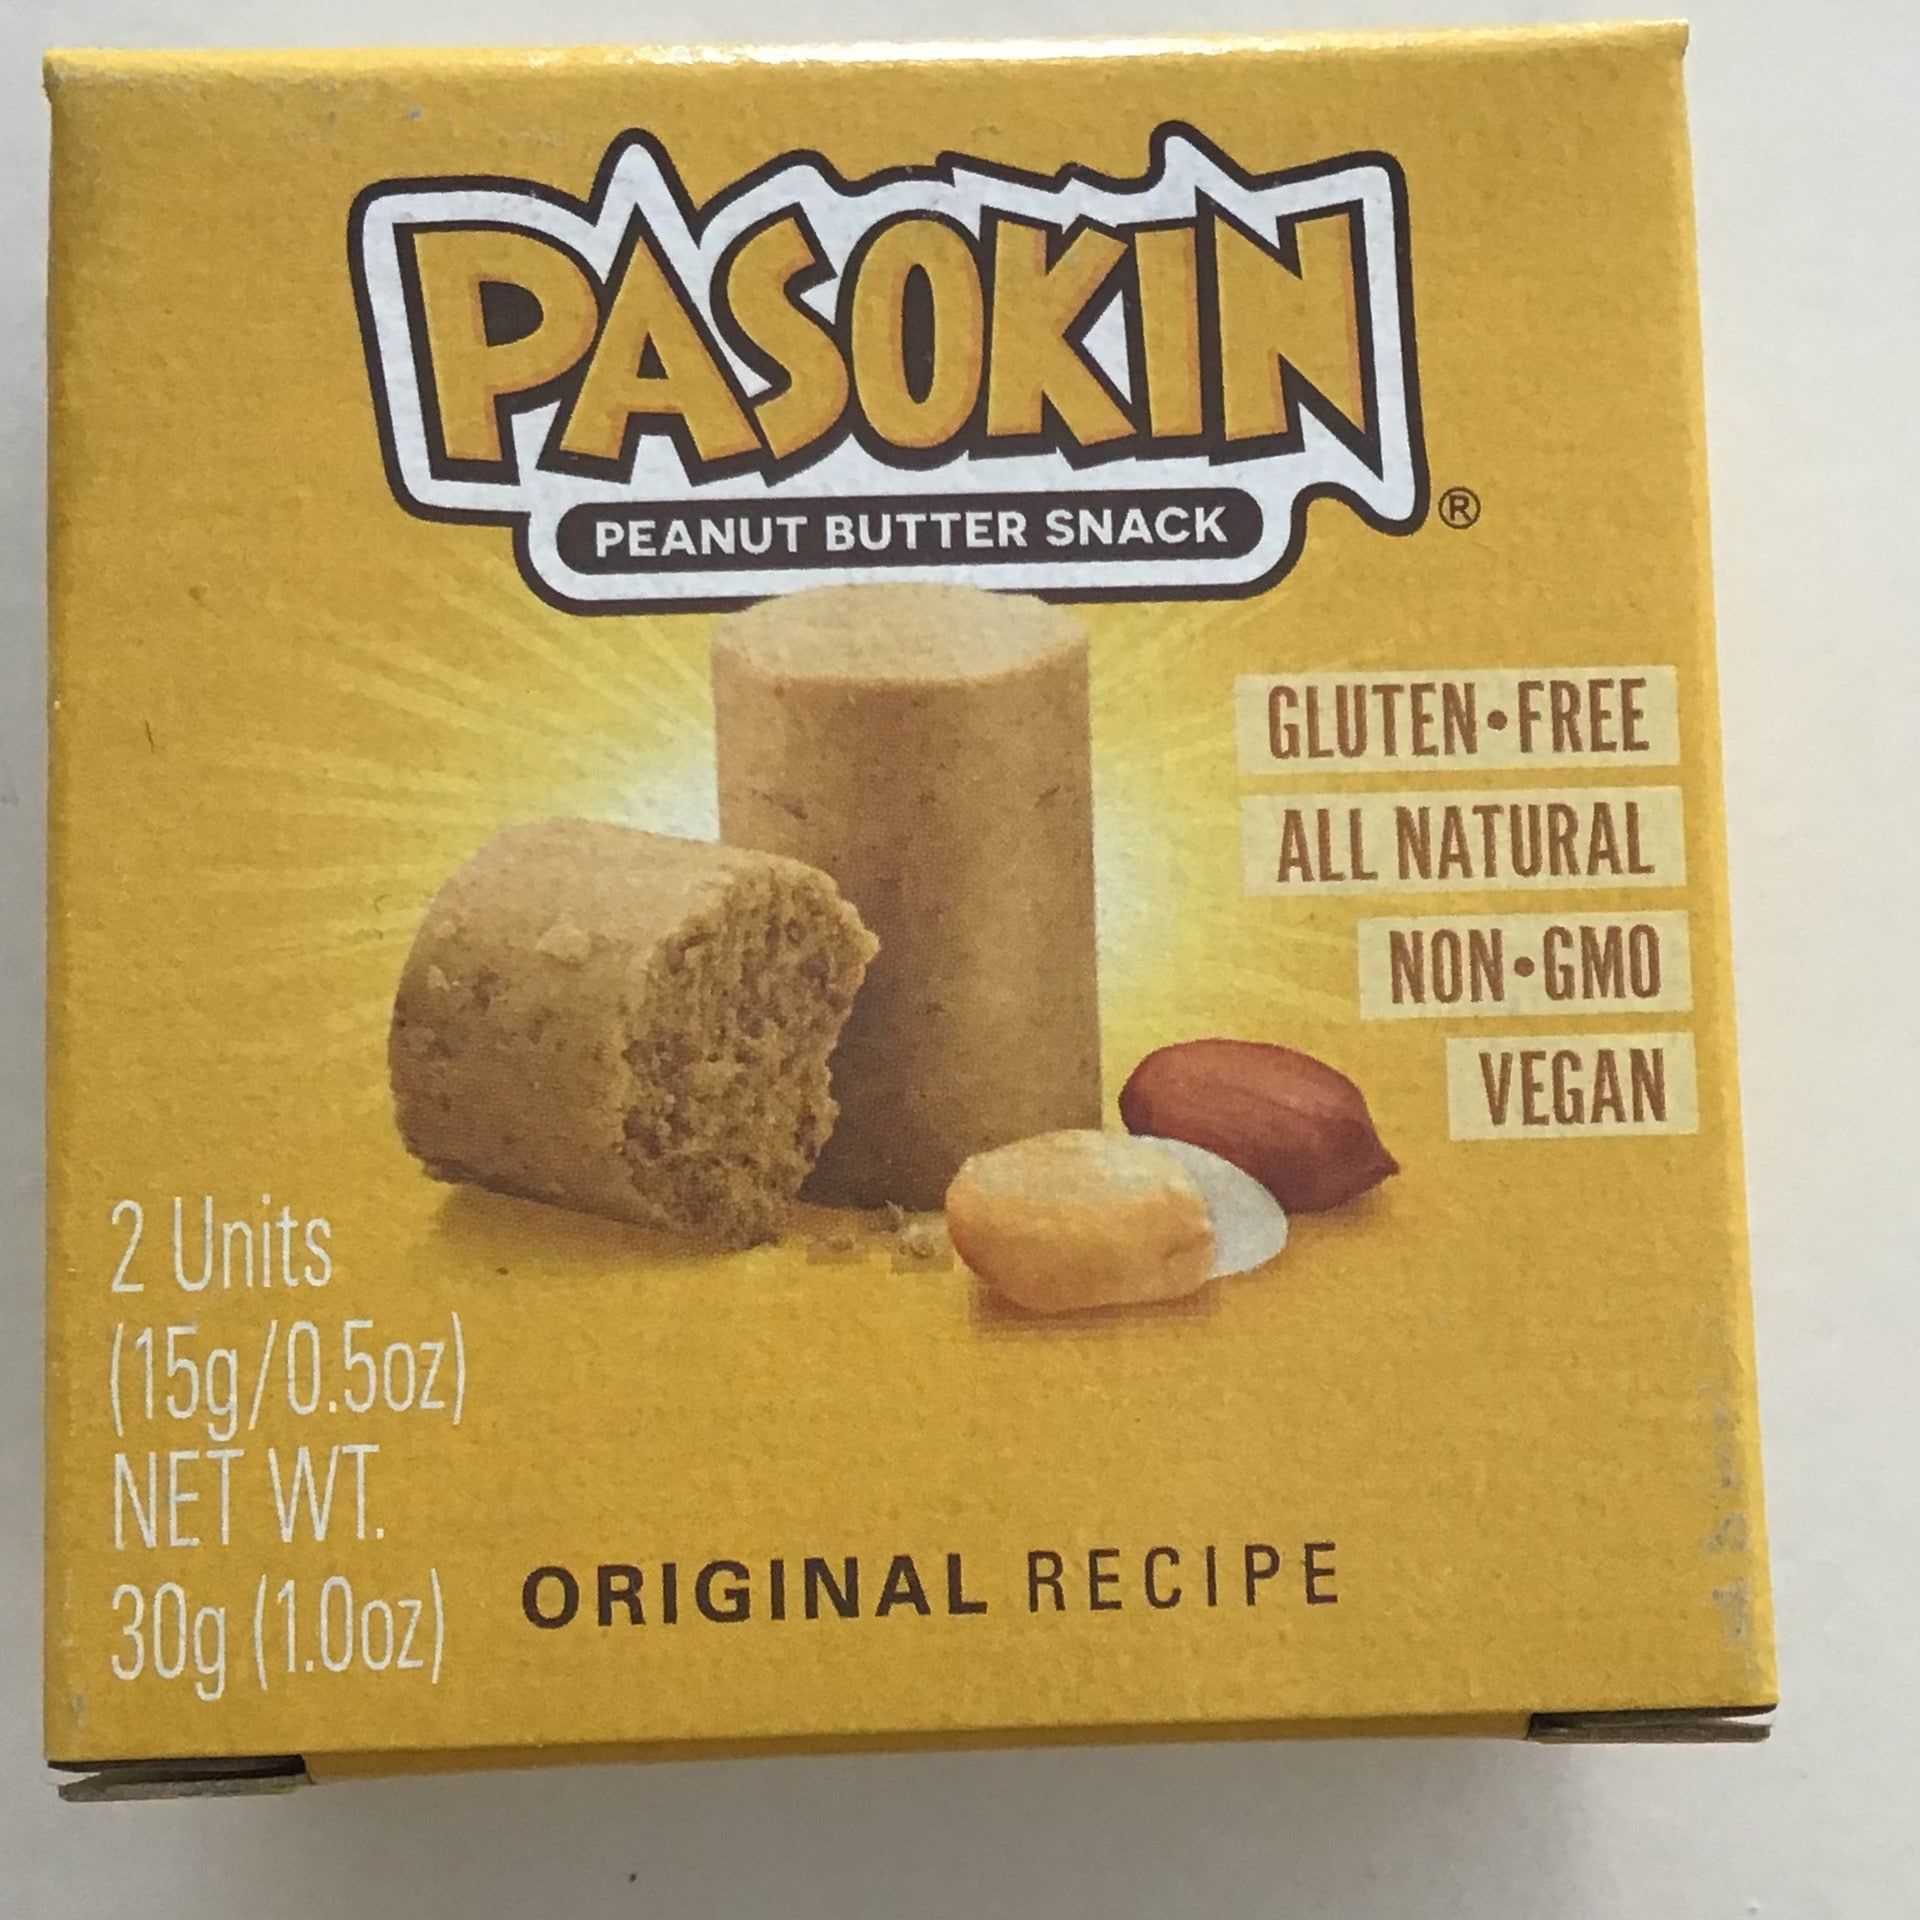 PASOKIN
®
PEANUT BUTTER SNACK
GLUTEN•FREE
ALL NATURAL
NON•GMO
VEGAN
2 Units
(15g/0.5oz)
NET WT.
30g (1.0oz)
ORIGINAL RECIPE